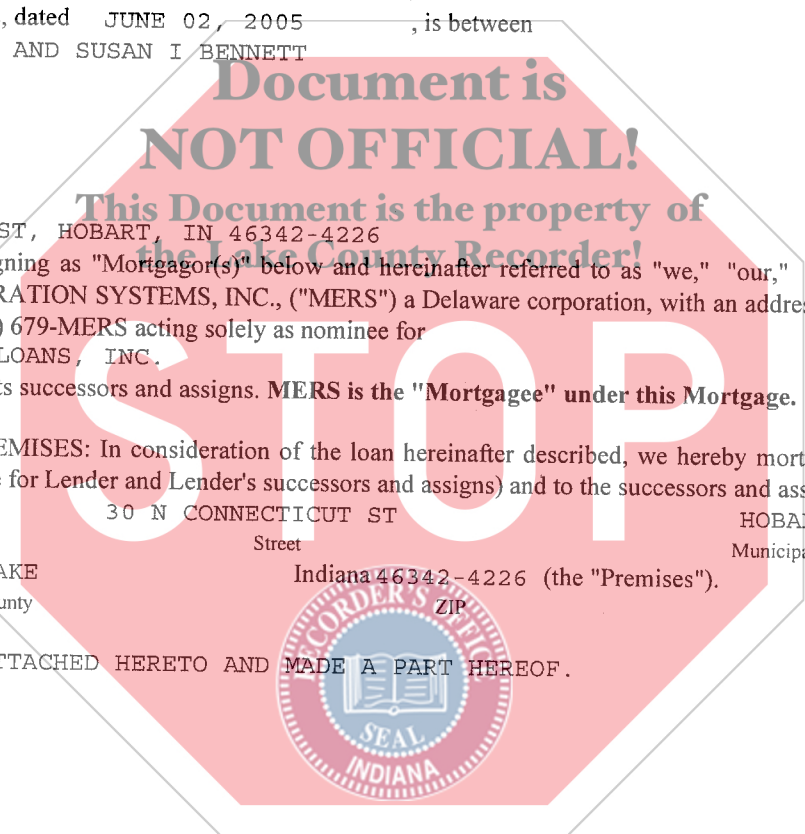 , dated JUNE 02, 2005 , is between
AND SUSAN I BENNETT
Document is
NOT OFFICIAL!
This Document is the property of
the Lake County Recorder!
ST, HOBART, IN 46342-4226
gning as "Mortgagor(s)" below and hereinafter referred to as "we," "our,"
RATION SYSTEMS, INC., ("MERS") a Delaware corporation, with an addre
) 679-MERS acting solely as nominee for
LOANS, INC.
ts successors and assigns. MERS is the "Mortgagee" under this Mortgage.
STOP
EMISES: In consideration of the loan hereinafter described, we hereby mort
e for Lender and Lender's successors and assigns) and to the successors and ass
30 N CONNECTICUT ST HOBA
Street Municipa
AKE Indiana 46342-4226 (the "Premises").
unty ZIP
TTACHED HERETO AND MADE A PART HEREOF.
RECORDER'S OFFICE
SEAL
INDIANA